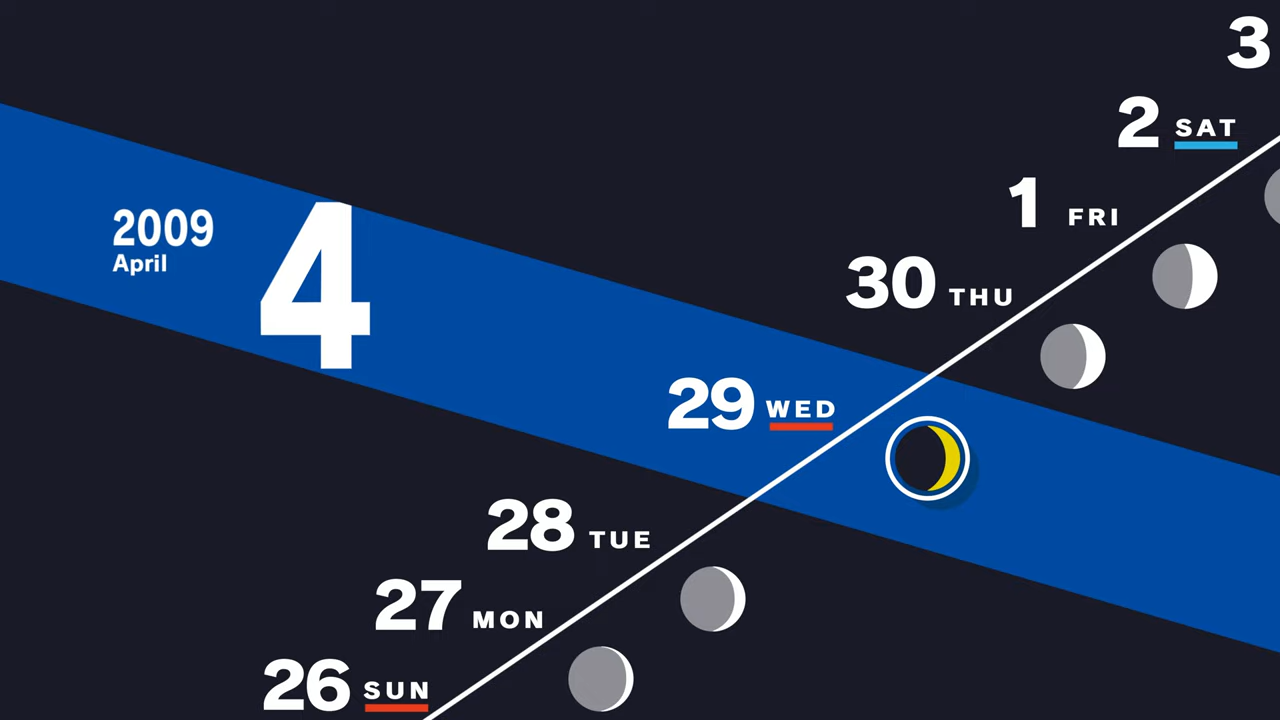 3
2 SAT
1 FRI
2009
April
4
30 THU
29 WED
28 TUE
27 MON
26 SUN